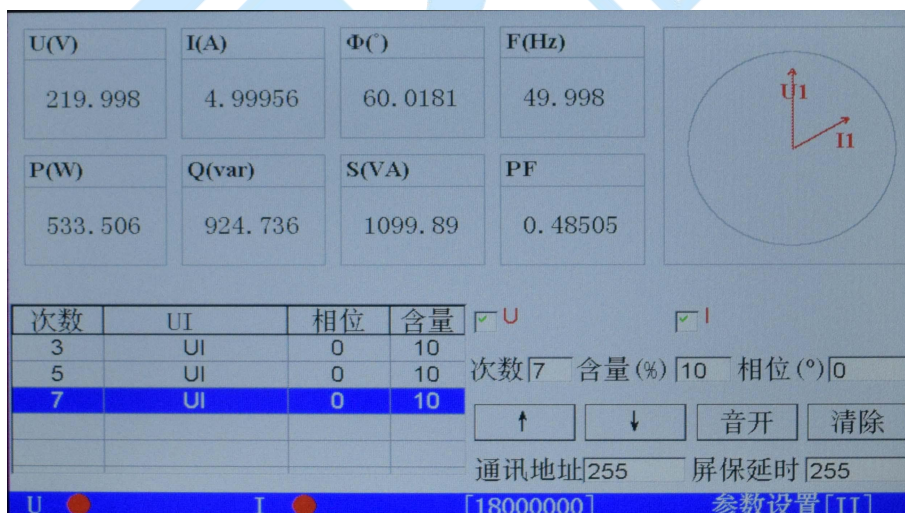 U(V) I(A) Φ(°) F(Hz)
219.998 4.99956 60.0181 49.998
U1
I1
P(W) Q(var) S(VA) PF
533.506 924.736 1099.89 0.48505
次数 UI 相位 含量
3 UI 0 10
5 UI 0 10
7 UI 0 10
U I
次数 7 含量(%) 10 相位(°) 0
↑ ↓ 音开 清除
通讯地址 255 屏保延时 255
U I [18000000] 参数设置[II]